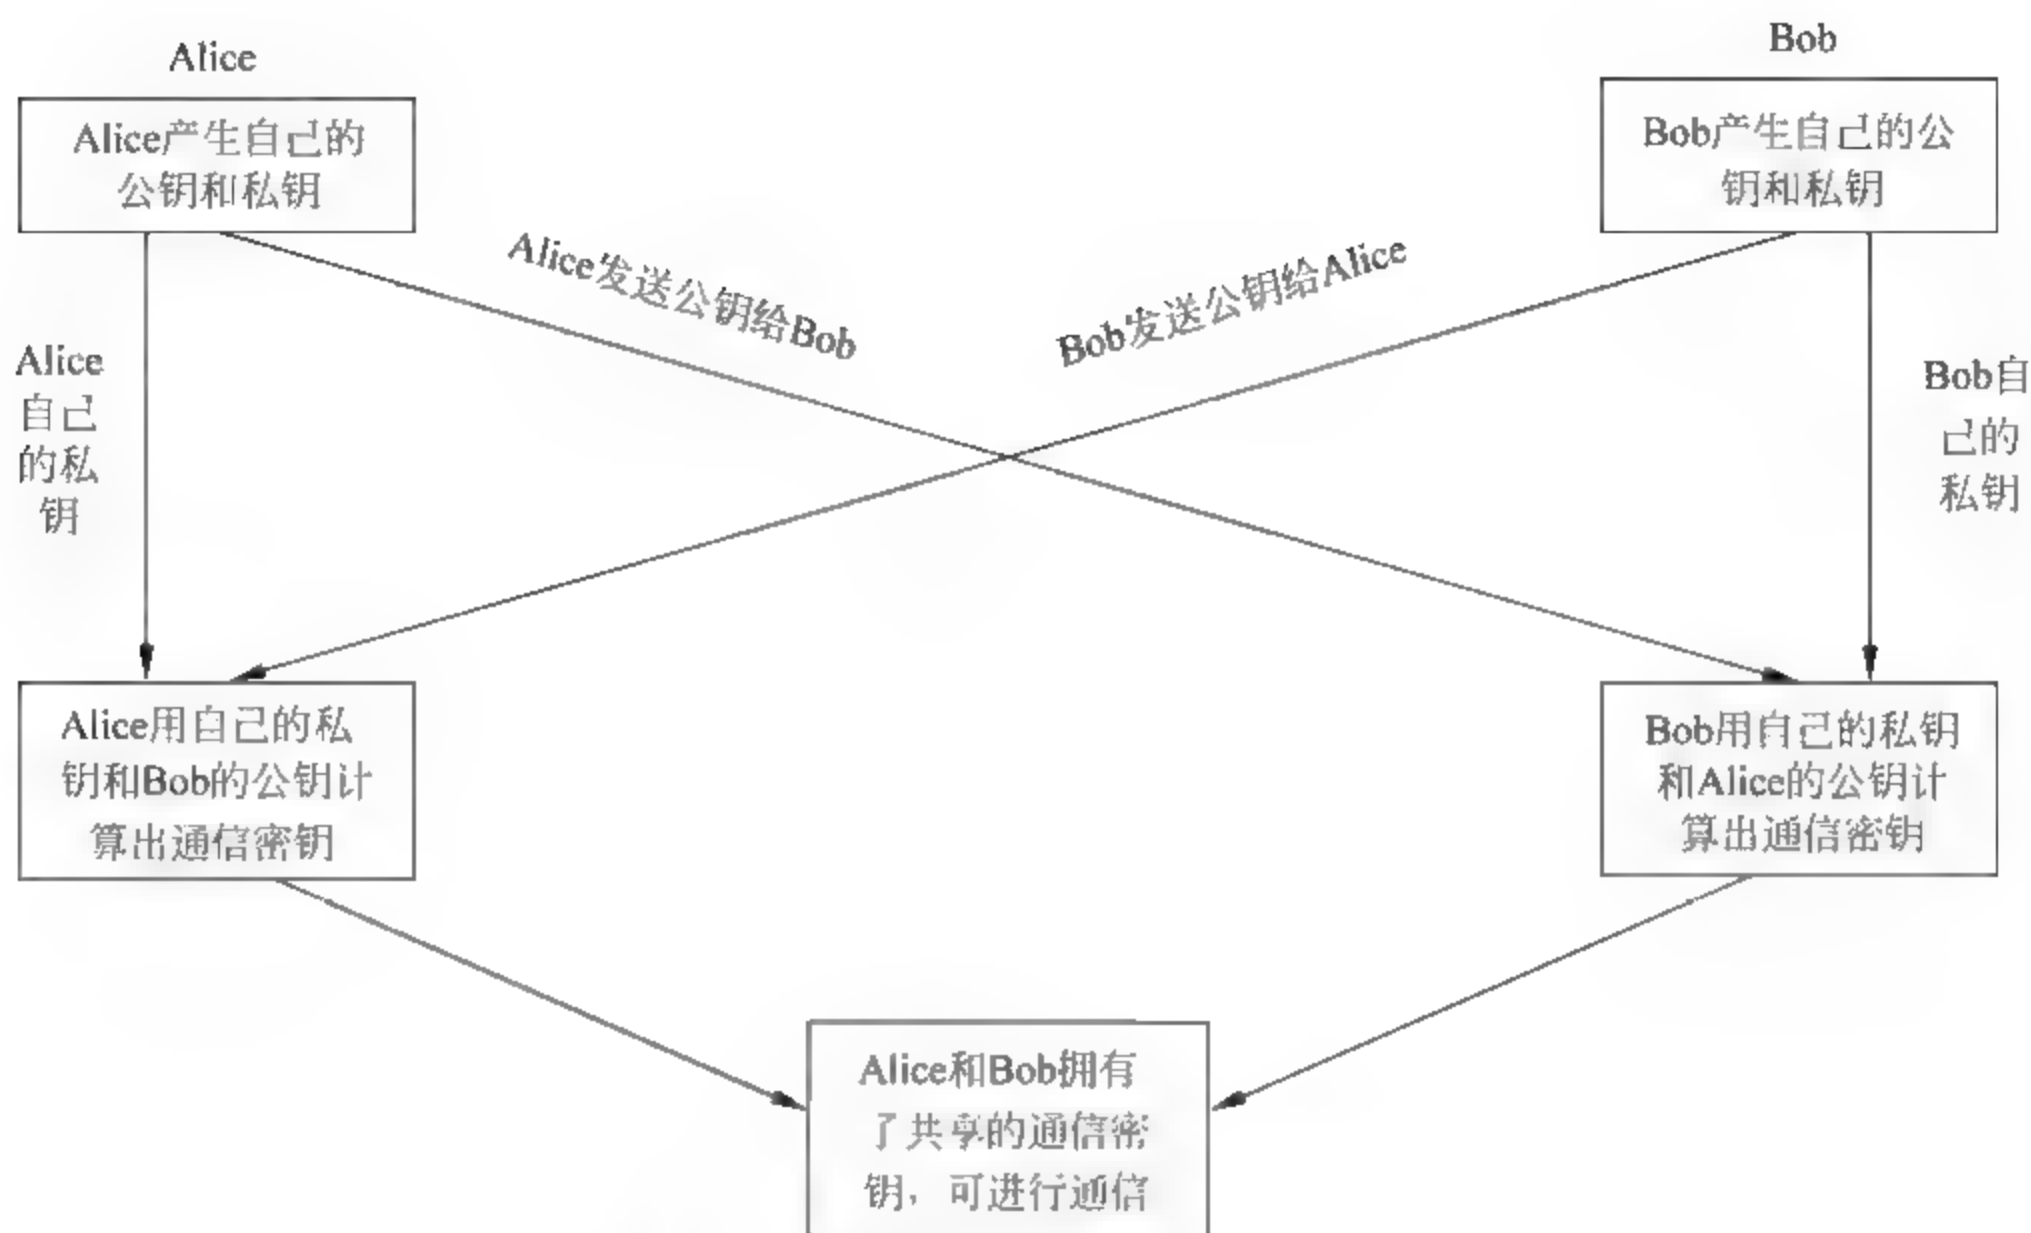 Alice
Bob
Alice产生自己的
公钥和私钥
Bob产生自己的公
钥和私钥
Alice发送公钥给Bob
Bob发送公钥给Alice
Alice
自己
的私
钥
Bob自
己的
私钥
Alice用自己的私
钥和Bob的公钥计
算出通信密钥
Bob用自己的私钥
和Alice的公钥计
算出通信密钥
Alice和Bob拥有
了共享的通信密
钥，可进行通信